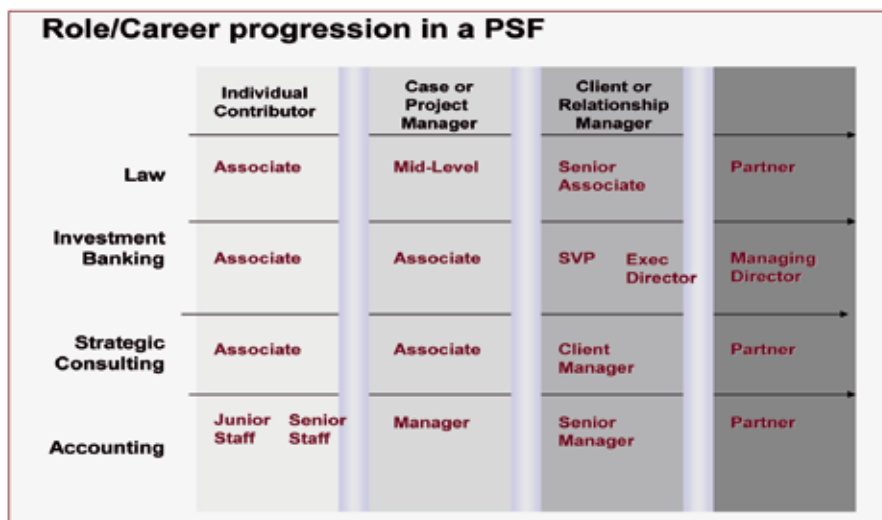 Role/Career progression in a PSF
Individual
Contributor
Case or
Project
Manager
Client or
Relationship
Manager
Law
Associate
Mid-Level
Senior
Associate
Partner
Investment
Banking
Associate
Associate
SVP
Exec
Director
Managing
Director
Strategic
Consulting
Associate
Associate
Client
Manager
Partner
Accounting
Junior
Staff
Senior
Staff
Manager
Senior
Manager
Partner